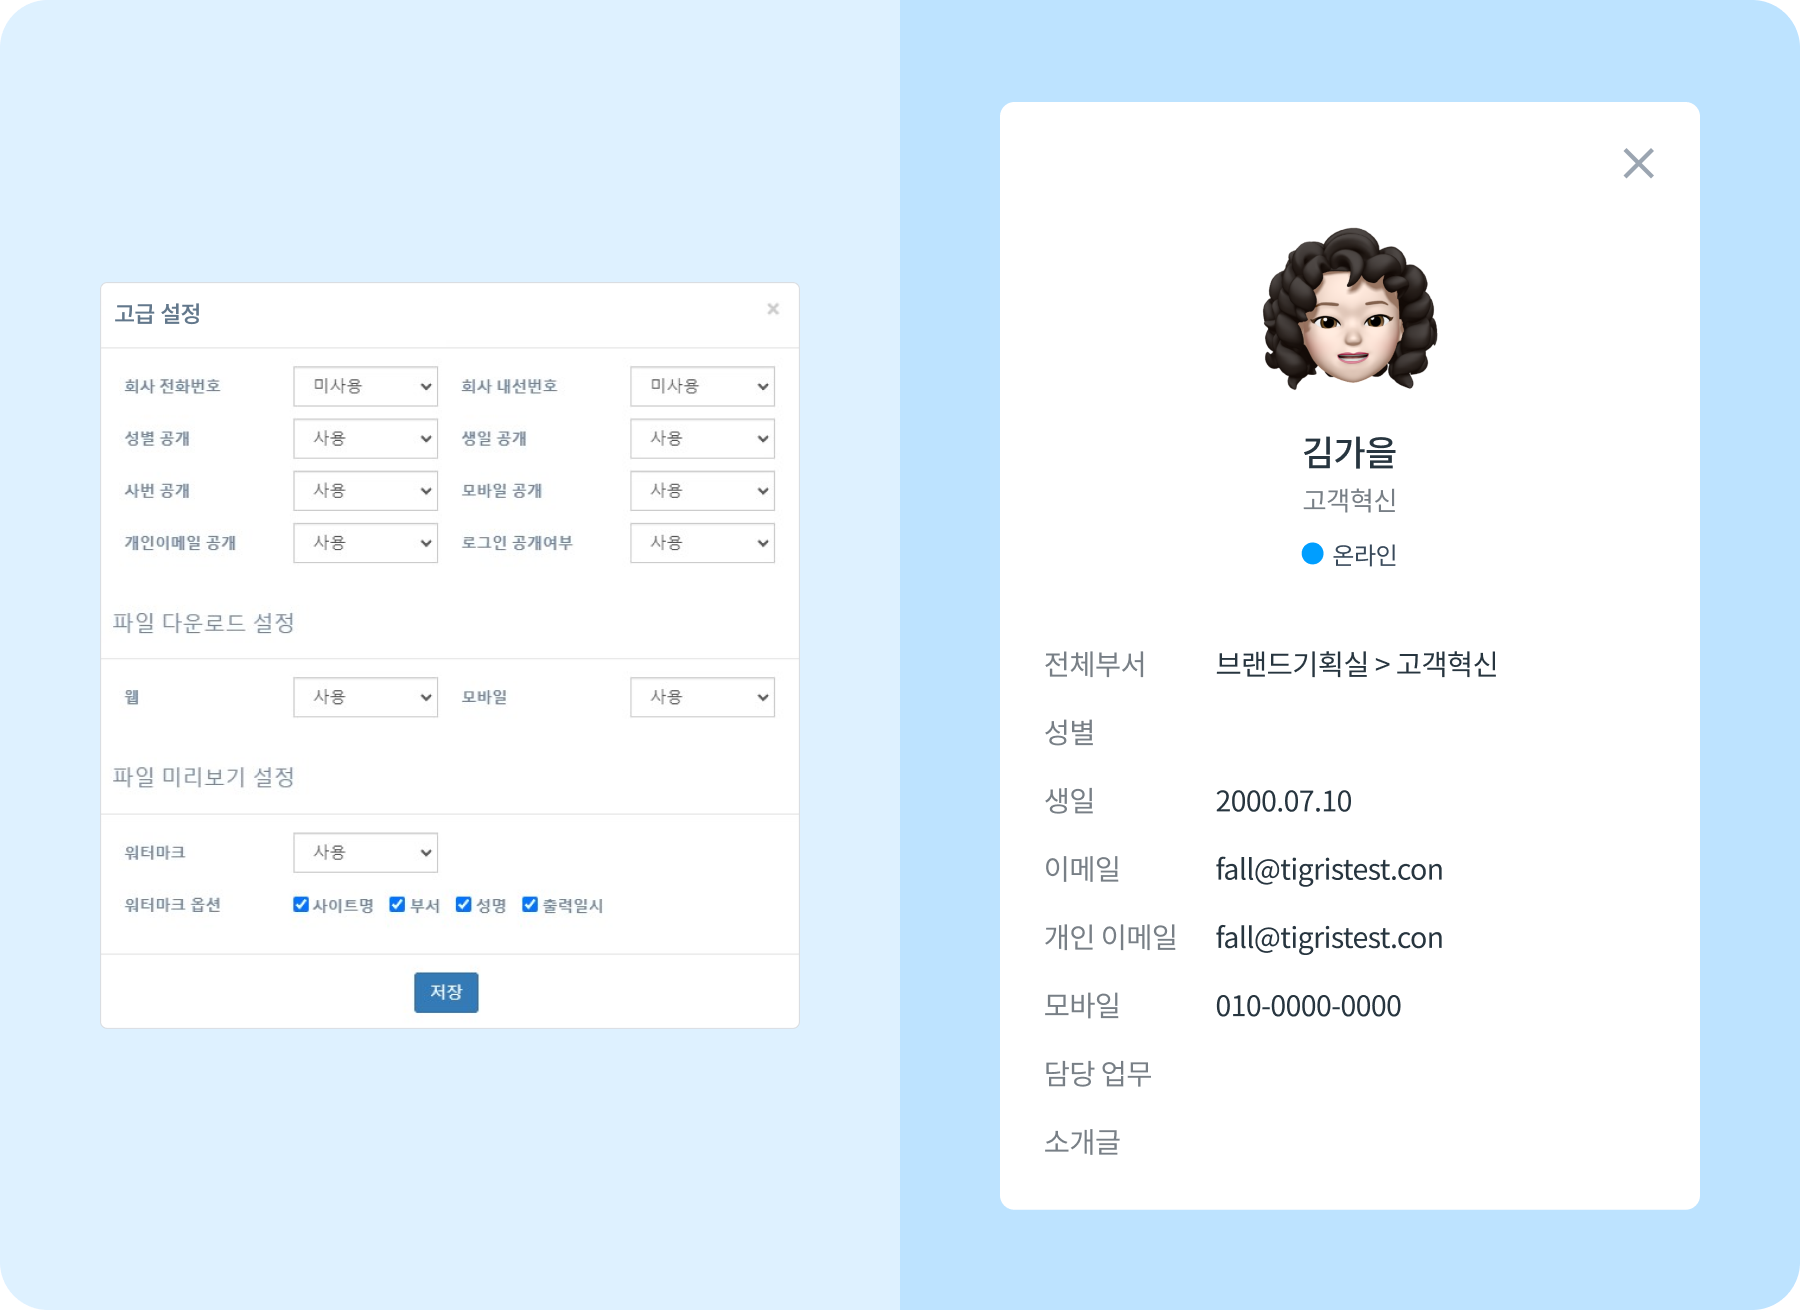 고급 설정
회사 전화번호 미사용 회사 내선번호 미사용
성별 공개 사용 생일 공개 사용
사번 공개 사용 모바일 공개 사용
개인이메일 공개 사용 로그인 공개여부 사용
파일 다운로드 설정
웹 사용 모바일 사용
파일 미리보기 설정
워터마크 사용
워터마크 옵션 사이트명 부서 성명 출력일시
저장
김가을
고객혁신
온라인
전체부서 브랜드기획실 > 고객혁신
성별
생일 2000.07.10
이메일 fall@tigristest.con
개인 이메일 fall@tigristest.con
모바일 010-0000-0000
담당 업무
소개글